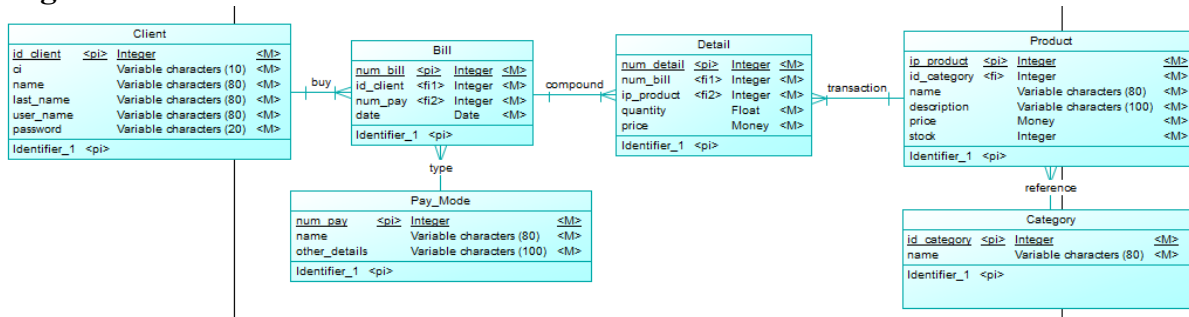 Client
id_client <pi> Integer <M>
ci Variable characters (10) <M>
name Variable characters (80) <M>
last_name Variable characters (80) <M>
user_name Variable characters (80) <M>
password Variable characters (20) <M>
Identifier_1 <pi>
buy
Bill
num_bill <pi> Integer <M>
id_client <fi1> Integer <M>
num_pay <fi2> Integer <M>
date Date <M>
Identifier_1 <pi>
compound
Detail
num_detail <pi> Integer <M>
num_bill <fi1> Integer <M>
ip_product <fi2> Integer <M>
quantity Float <M>
price Money <M>
Identifier_1 <pi>
transaction
Product
ip_product <pi> Integer <M>
id_category <fi> Integer <M>
name Variable characters (80) <M>
description Variable characters (100) <M>
price Money <M>
stock Integer <M>
Identifier_1 <pi>
type
Pay_Mode
num_pay <pi> Integer <M>
name Variable characters (80) <M>
other_details Variable characters (100) <M>
Identifier_1 <pi>
reference
Category
id_category <pi> Integer <M>
name Variable characters (80) <M>
Identifier_1 <pi>